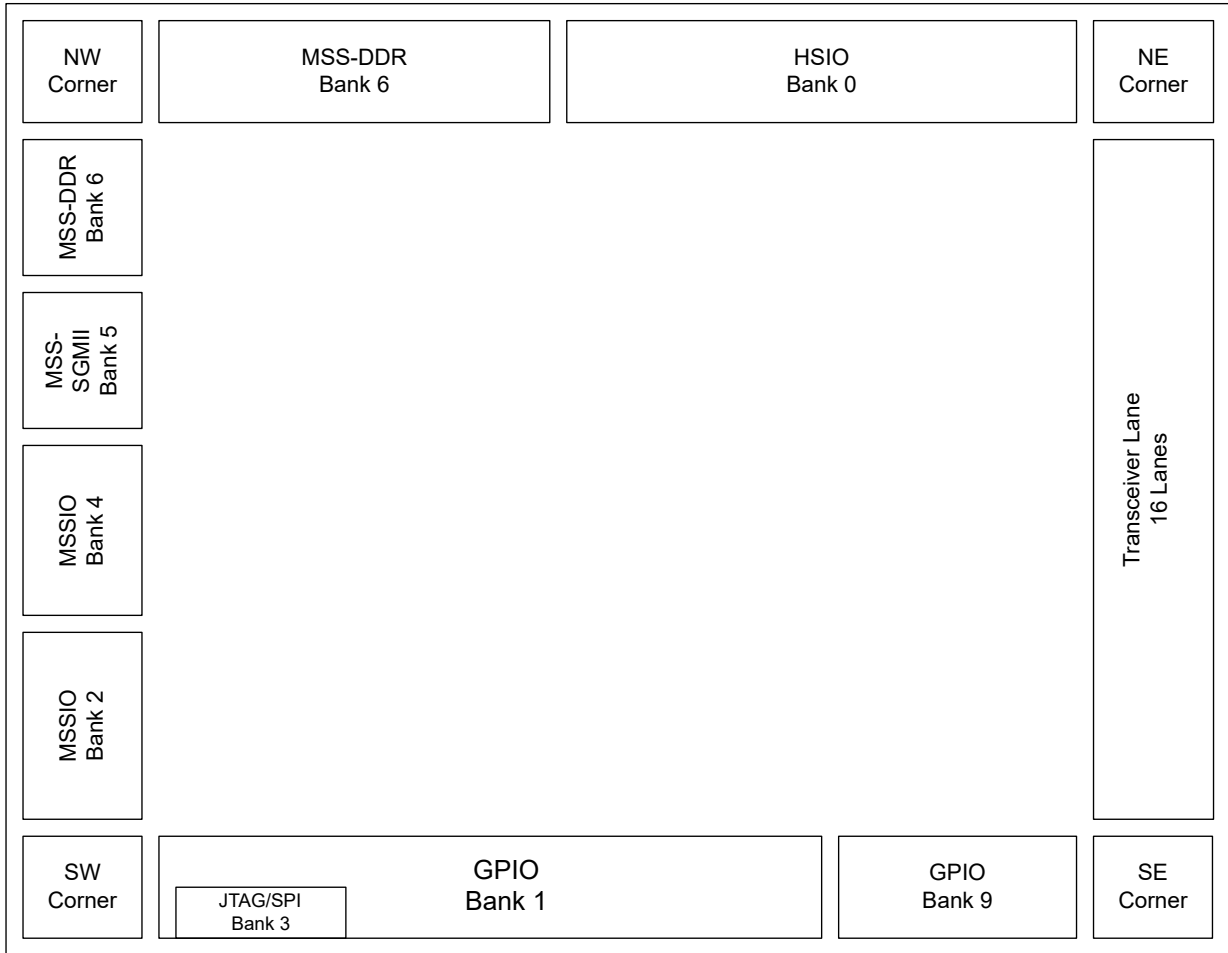 NW
Corner
MSS-DDR
Bank 6
HSIO
Bank 0
NE
Corner
MSS-DDR
Bank 6
MSS-
SGMII
Bank 5
MSSIO
Bank 4
MSSIO
Bank 2
Transceiver Lane
16 Lanes
SW
Corner
GPIO
Bank 1
JTAG/SPI
Bank 3
GPIO
Bank 9
SE
Corner